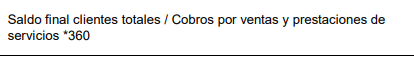 Saldo final clientes totales / Cobros por ventas y prestaciones de
servicios *360